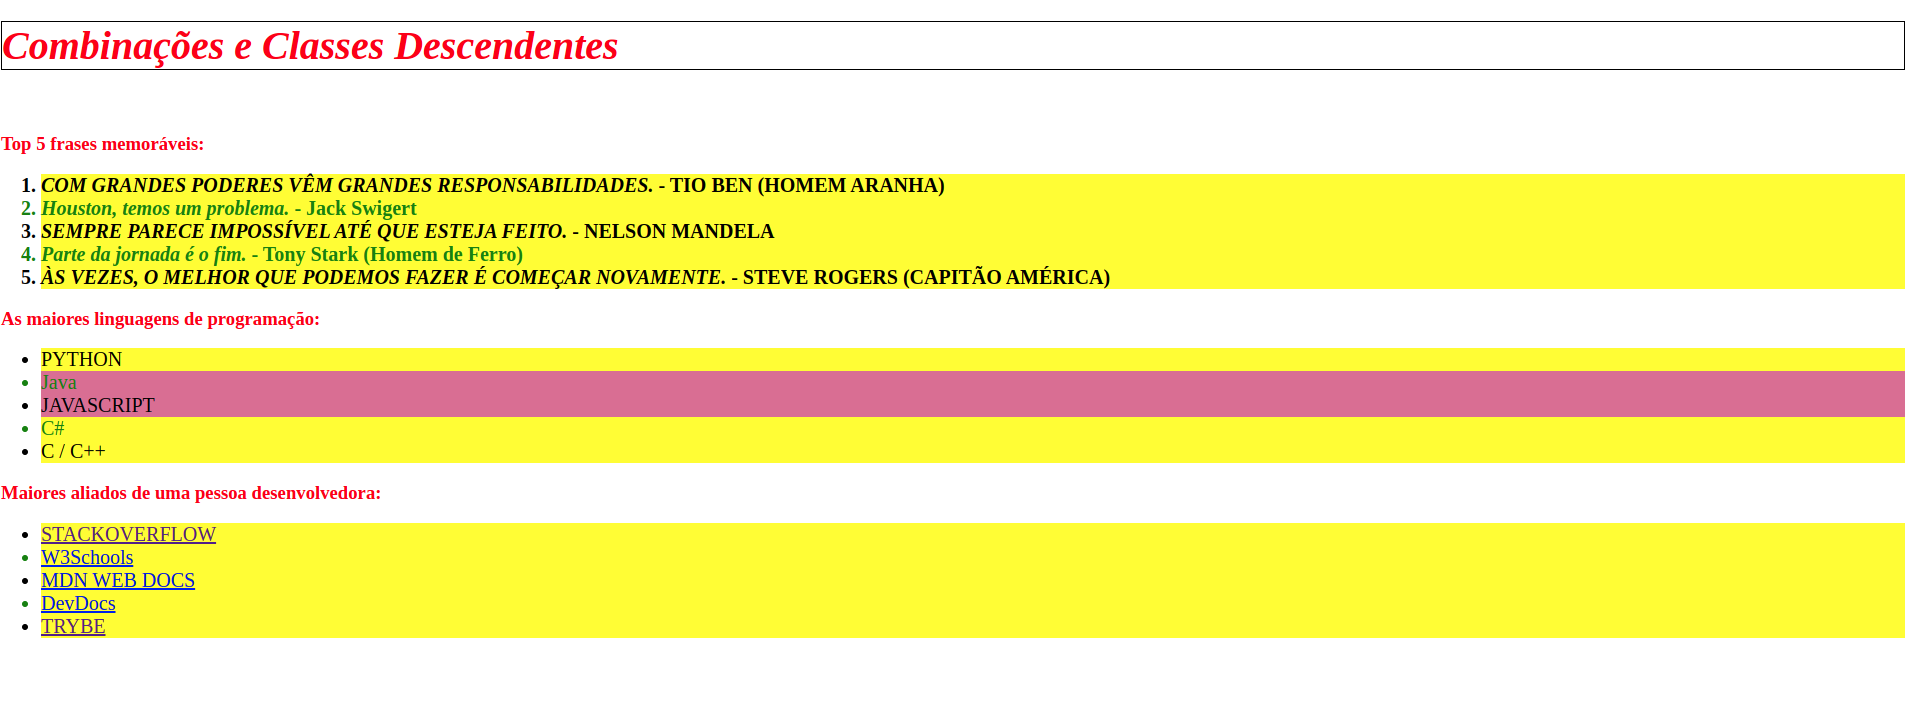 Combinações e Classes Descendentes
Top 5 frases memoráveis:
1. COM GRANDES PODERES VÊM GRANDES RESPONSABILIDADES. - TIO BEN (HOMEM ARANHA)
2. Houston, temos um problema. - Jack Swigert
3. SEMPRE PARECE IMPOSSÍVEL ATÉ QUE ESTEJA FEITO. - NELSON MANDELA
4. Parte da jornada é o fim. - Tony Stark (Homem de Ferro)
5. ÀS VEZES, O MELHOR QUE PODEMOS FAZER É COMEÇAR NOVAMENTE. - STEVE ROGERS (CAPITÃO AMÉRICA)
As maiores linguagens de programação:
• PYTHON
• Java
• JAVASCRIPT
• C#
• C / C++
Maiores aliados de uma pessoa desenvolvedora:
• STACKOVERFLOW
• W3Schools
• MDN WEB DOCS
• DevDocs
• TRYBE